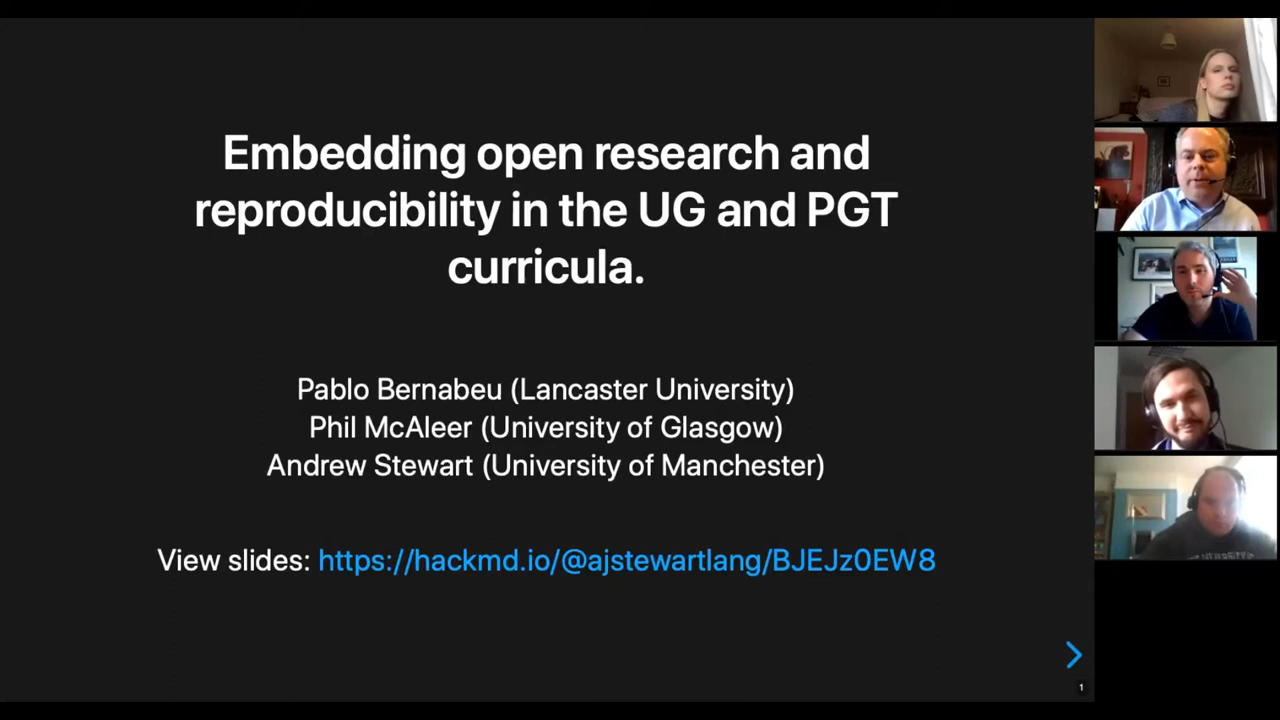 Embedding open research and
reproducibility in the UG and PGT
curricula.
Pablo Bernabeu (Lancaster University)
Phil McAleer (University of Glasgow)
Andrew Stewart (University of Manchester)
View slides: https://hackmd.io/@ajstewartlang/BJEJz0EW8
1